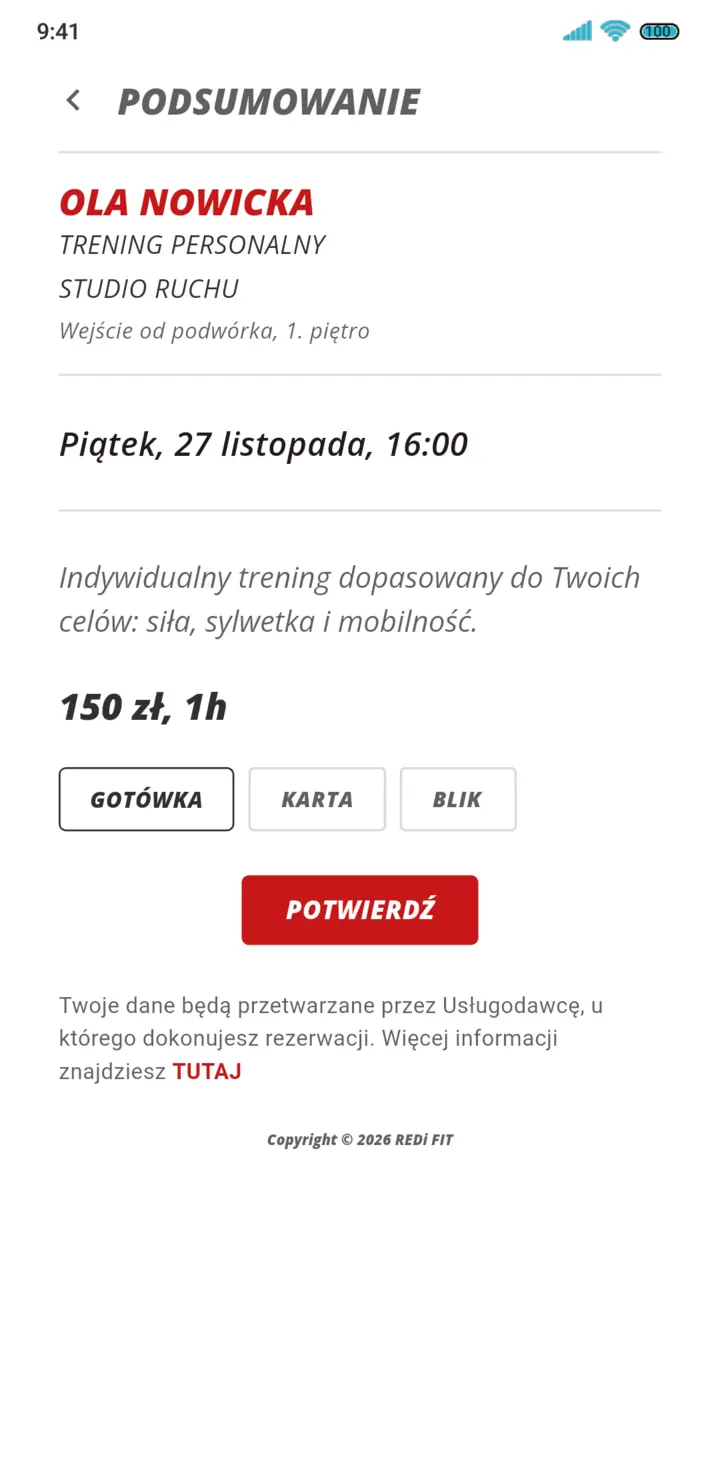 9:41
100
PODSUMOWANIE
OLA NOWICKA
TRENING PERSONALNY
STUDIO RUCHU
Wejście od podwórka, 1. piętro
Piątek, 27 listopada, 16:00
Indywidualny trening dopasowany do Twoich
celów: siła, sylwetka i mobilność.
150 zł, 1h
GOTÓWKA KARTA BLIK
POTWIERDŹ
Twoje dane będą przetwarzane przez Usługodawcę, u
którego dokonujesz rezerwacji. Więcej informacji
znajdziesz TUTAJ
Copyright © 2026 REDi FIT